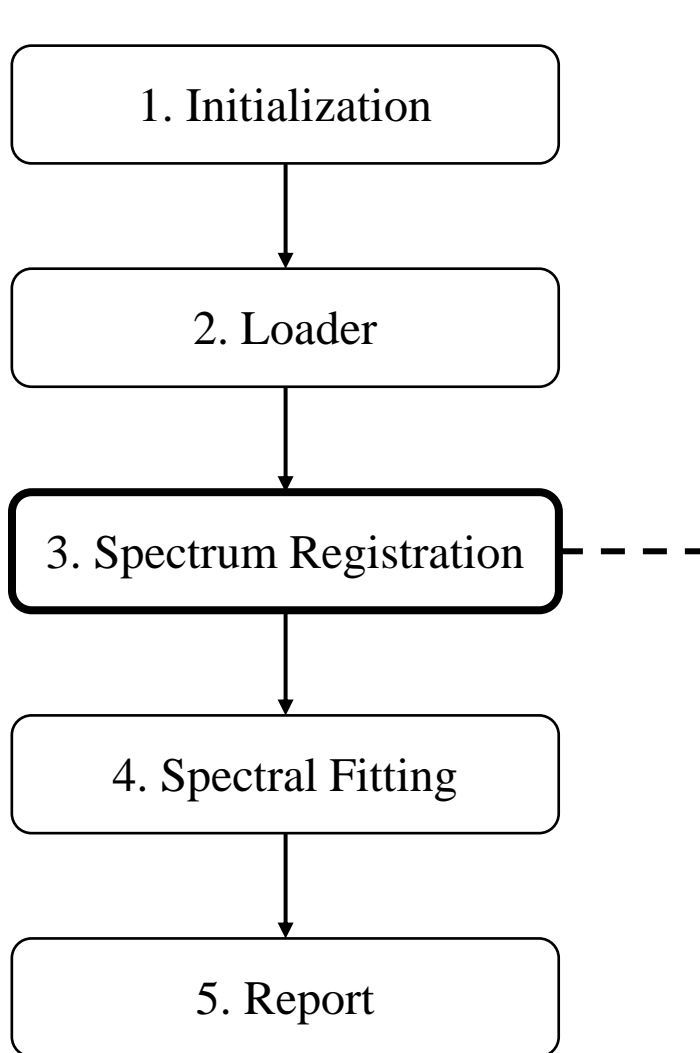 1. Initialization
2. Loader
3. Spectrum Registration
4. Spectral Fitting
5. Report